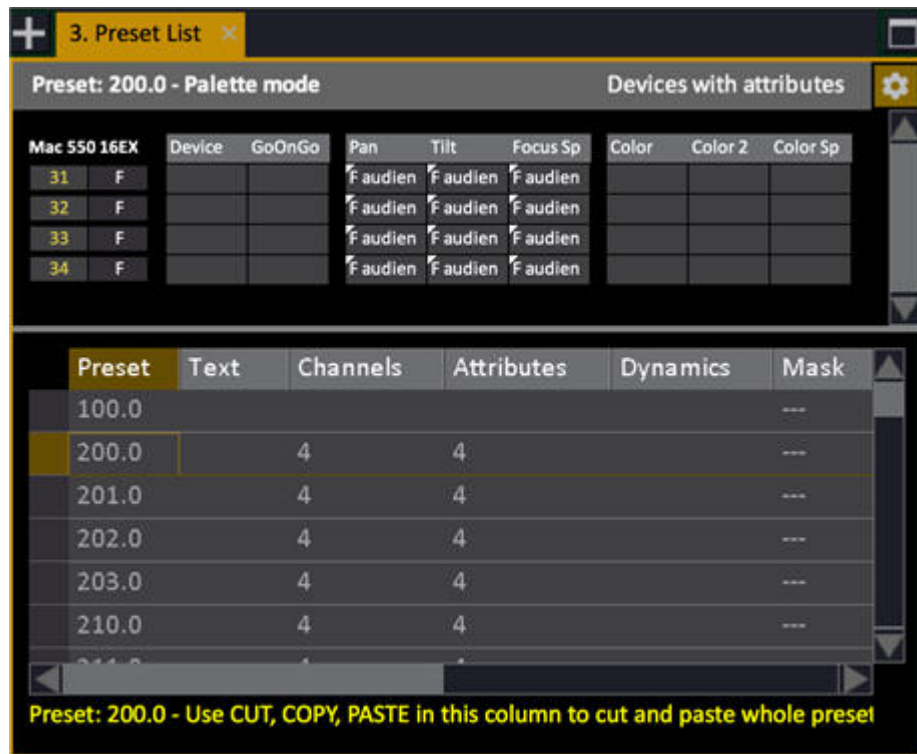 3. Preset List ×
Preset: 200.0 - Palette mode Devices with attributes
Mac 550 16EX Device GoOnGo Pan Tilt Focus Sp Color Color 2 Color Sp
31 F F audien F audien F audien
32 F F audien F audien F audien
33 F F audien F audien F audien
34 F F audien F audien F audien
Preset Text Channels Attributes Dynamics Mask
100.0 ---
200.0 4 4 ---
201.0 4 4 ---
202.0 4 4 ---
203.0 4 4 ---
210.0 4 4 ---
Preset: 200.0 - Use CUT, COPY, PASTE in this column to cut and paste whole preset